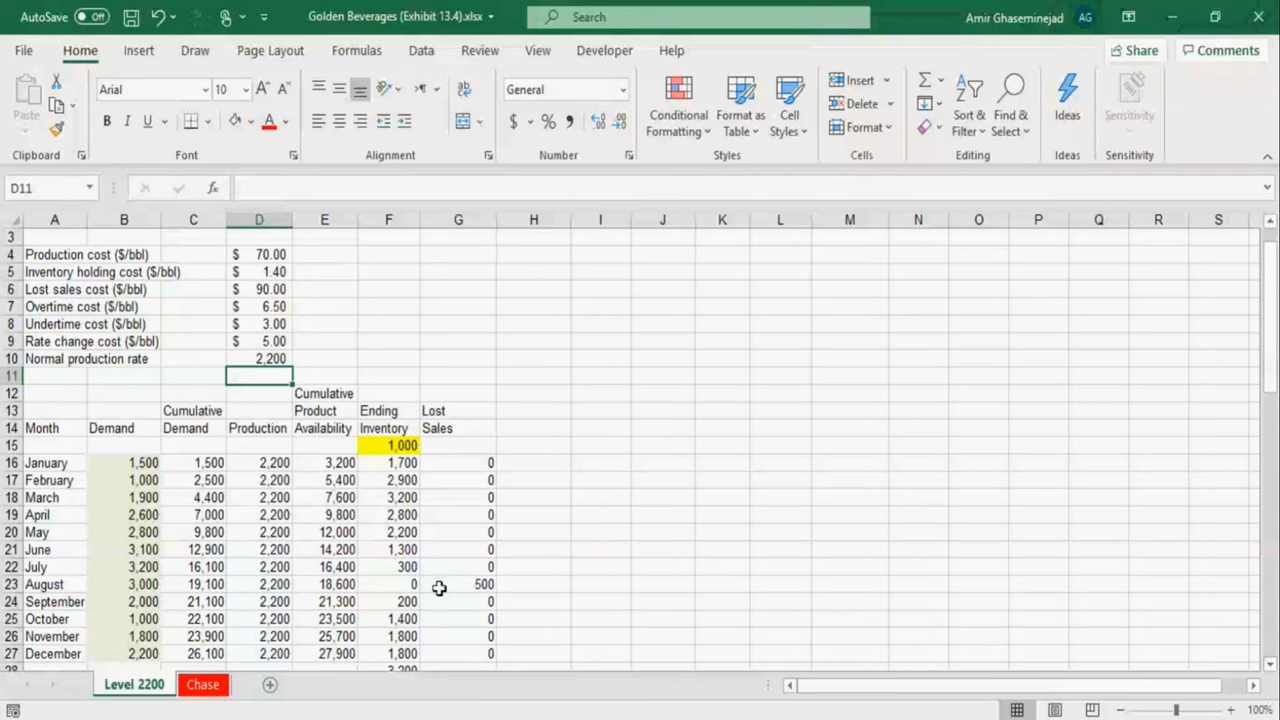 AutoSave Off Golden Beverages (Exhibit 13.4).xlsx Search Amir Ghaseminejad AG
File Home Insert Draw Page Layout Formulas Data Review View Developer Help Share Comments
Paste Arial 10 A A General Conditional Formatting Format as Table Cell Styles Insert Delete Format Sort & Filter Find & Select Ideas Sensitivity
B I U A $ % 9
Clipboard Font Alignment Number Styles Cells Editing Ideas Sensitivity
D11 fx
A B C D E F G H I J K L M N O P Q R S
3
4 Production cost ($/bbl) $ 70.00
5 Inventory holding cost ($/bbl) $ 1.40
6 Lost sales cost ($/bbl) $ 90.00
7 Overtime cost ($/bbl) $ 6.50
8 Undertime cost ($/bbl) $ 3.00
9 Rate change cost ($/bbl) $ 5.00
10 Normal production rate 2,200
11
12 Cumulative
13 Cumulative Product Ending Lost
14 Month Demand Demand Production Availability Inventory Sales
15 1,000
16 January 1,500 1,500 2,200 3,200 1,700 0
17 February 1,000 2,500 2,200 5,400 2,900 0
18 March 1,900 4,400 2,200 7,600 3,200 0
19 April 2,600 7,000 2,200 9,800 2,800 0
20 May 2,800 9,800 2,200 12,000 2,200 0
21 June 3,100 12,900 2,200 14,200 1,300 0
22 July 3,200 16,100 2,200 16,400 300 0
23 August 3,000 19,100 2,200 18,600 0 500
24 September 2,000 21,100 2,200 21,300 200 0
25 October 1,000 22,100 2,200 23,500 1,400 0
26 November 1,800 23,900 2,200 25,700 1,800 0
27 December 2,200 26,100 2,200 27,900 1,800 0
28 3,200
Level 2200 Chase
100%